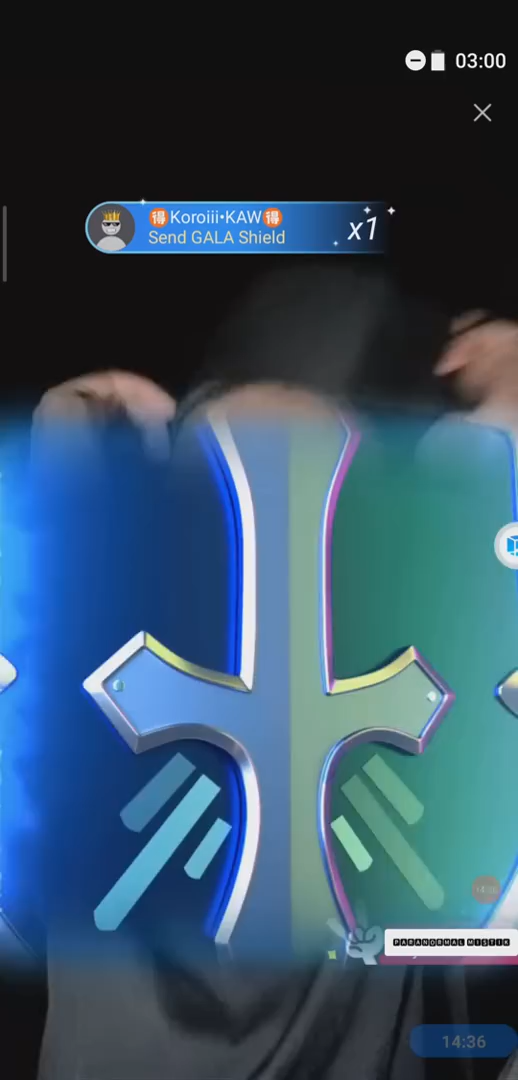 03:00
得Koroiii•KAW得
Send GALA Shield
x1
PARANORMAL MISTIK
14:36